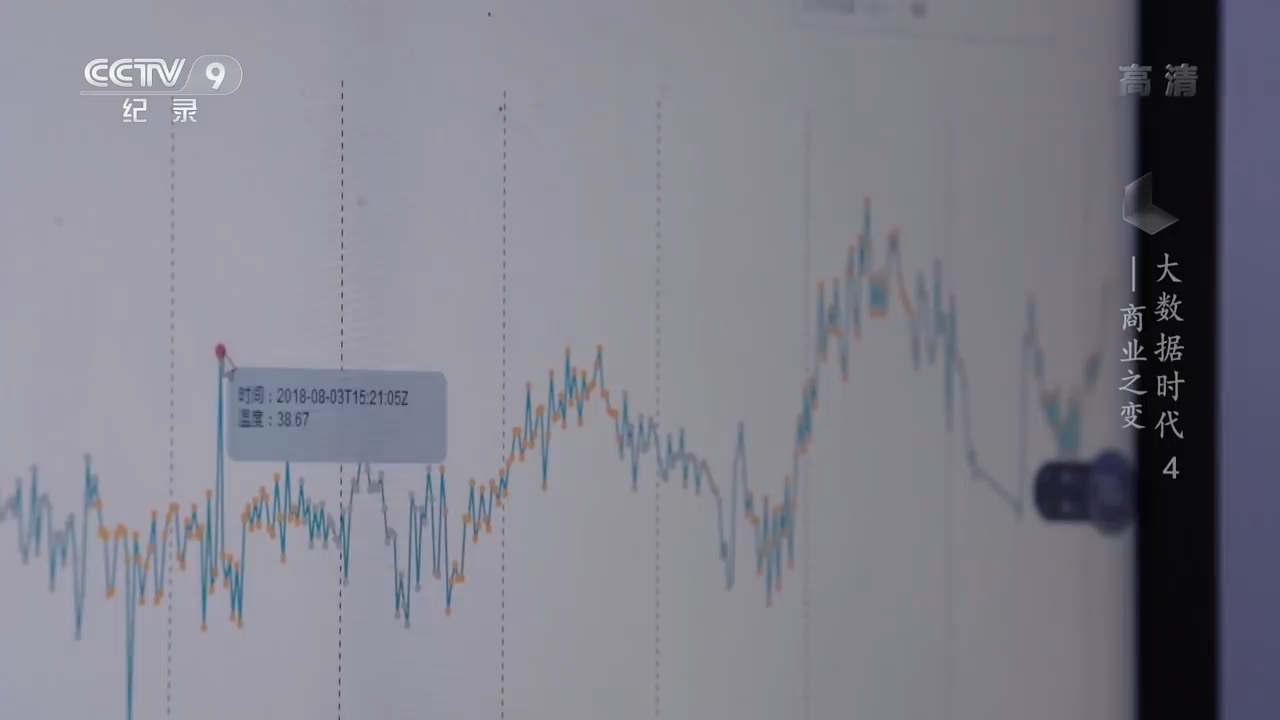 CCTV 9
纪录
高清
大数据时代 4
—商业之变
时间：2018-08-03T15:21:05Z
温度：38.67